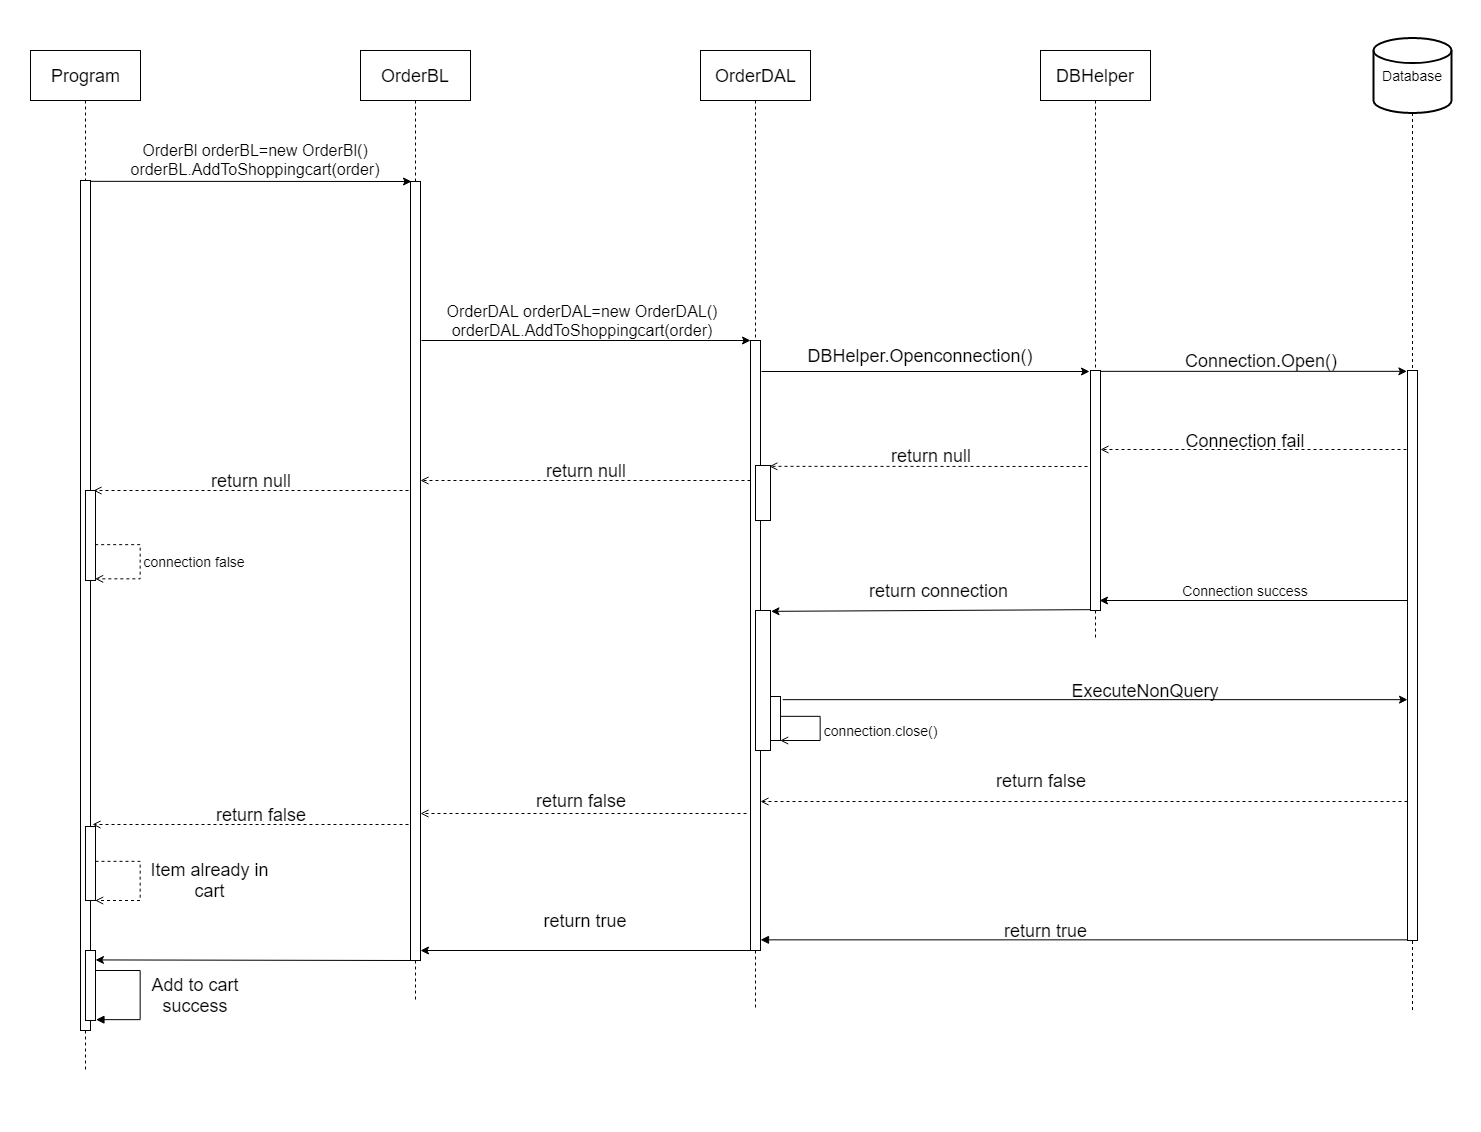 Program
OrderBL
OrderDAL
DBHelper
Database
OrderBl orderBL=new OrderBl()
orderBL.AddToShoppingcart(order)
OrderDAL orderDAL=new OrderDAL()
orderDAL.AddToShoppingcart(order)
DBHelper.Openconnection()
Connection.Open()
Connection fail
return null
return null
return null
connection false
Connection success
return connection
ExecuteNonQuery
connection.close()
return false
return false
return false
Item already in
cart
return true
return true
Add to cart
success